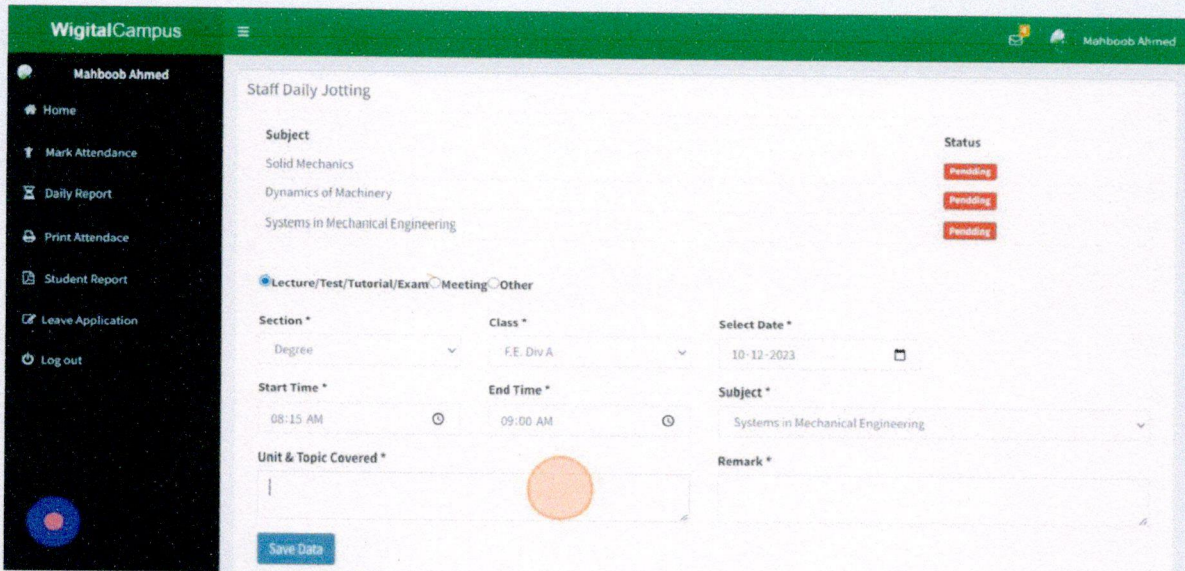 WigitalCampus
Mahboob Ahmed
Mahboob Ahmed
Home
Mark Attendance
Daily Report
Print Attendace
Student Report
Leave Application
Log out
Staff Daily Jotting
Subject Status
Solid Mechanics Pendding
Dynamics of Machinery Pendding
Systems in Mechanical Engineering Pendding
Lecture/Test/Tutorial/Exam Meeting Other
Section * Class * Select Date *
Degree F.E. Div A 10-12-2023
Start Time * End Time * Subject *
08:15 AM 09:00 AM Systems in Mechanical Engineering
Unit & Topic Covered * Remark *
Save Data